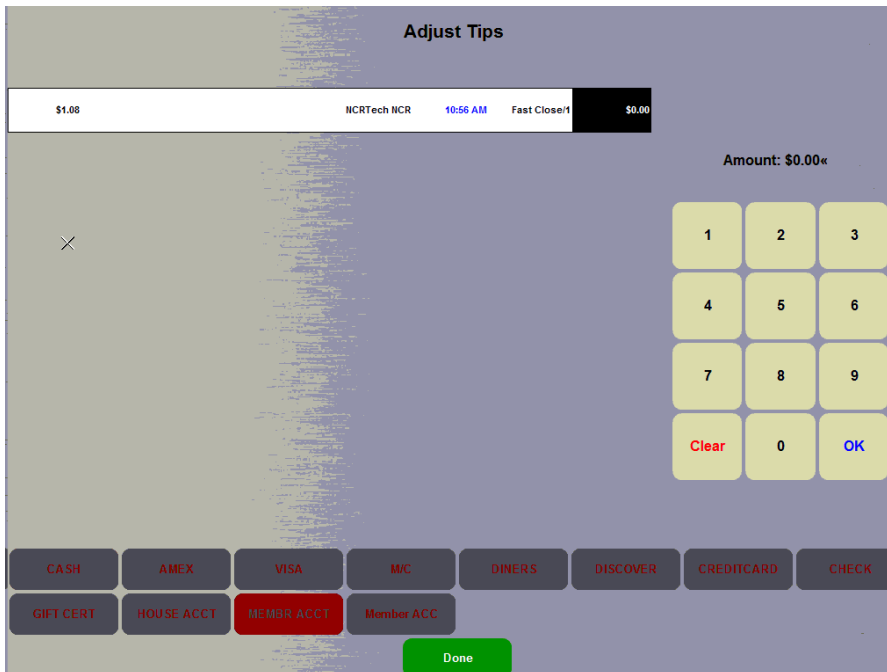 Adjust Tips
$1.08 NCRTech NCR 10:56 AM Fast Close/1 $0.00
Amount: $0.00«
1 2 3
4 5 6
7 8 9
Clear 0 OK
CASH AMEX VISA M/C DINERS DISCOVER CREDITCARD CHECK
GIFT CERT HOUSE ACCT MEMBR ACCT Member ACC
Done